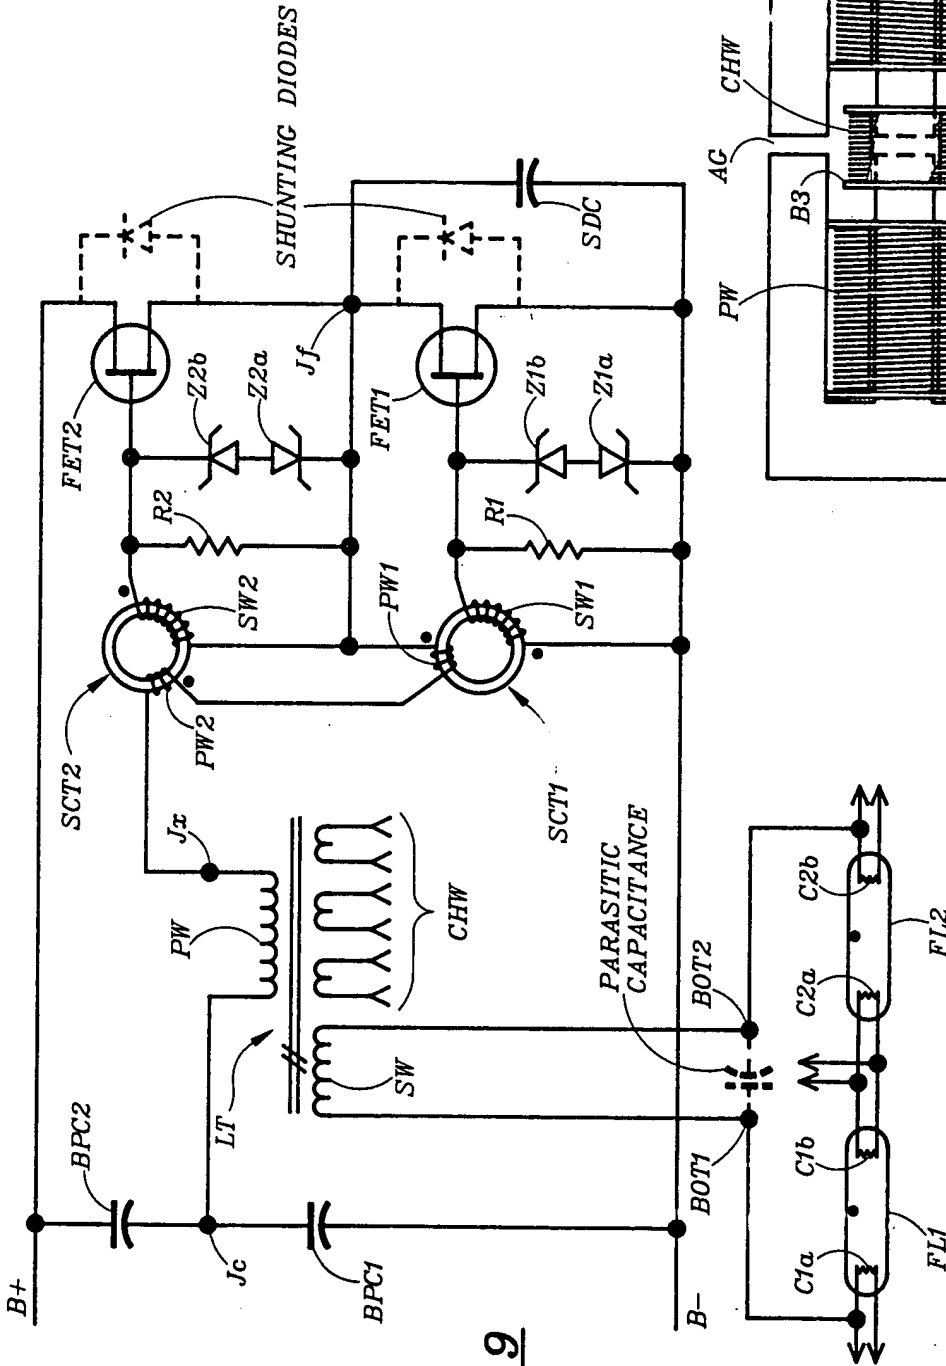 B+
BPC2
Jc
BPC1
B-
LT
PW
Jx
SW
CHW
SCT2
PW2
SW2
SCT1
PW1
SW1
R2
R1
FET2
Z2b
Z2a
Jf
FET1
Z1b
Z1a
SHUNTING DIODES
SDC
PARASITIC
CAPACITANCE
BOT1
BOT2
C1a
C1b
C2a
C2b
FL1
FL2
PW
B3
AG
CHW